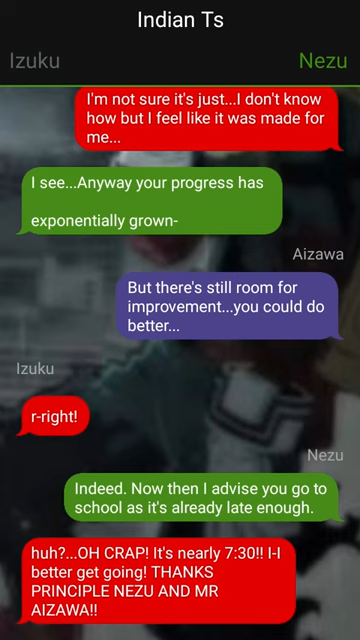 Indian Ts
Izuku
Nezu
I'm not sure it's just...I don't know
how but I feel like it was made for
me...
I see...Anyway your progress has
exponentially grown-
Aizawa
But there's still room for
improvement...you could do
better...
Izuku
r-right!
Nezu
Indeed. Now then I advise you go to
school as it's already late enough.
huh?...OH CRAP! It's nearly 7:30!! I-I
better get going! THANKS
PRINCIPLE NEZU AND MR
AIZAWA!!